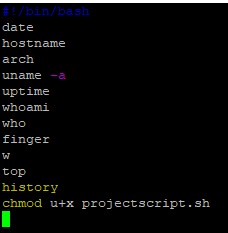 #!/bin/bash
date
hostname
arch
uname -a
uptime
whoami
who
finger
w
top
history
chmod u+x projectscript.sh